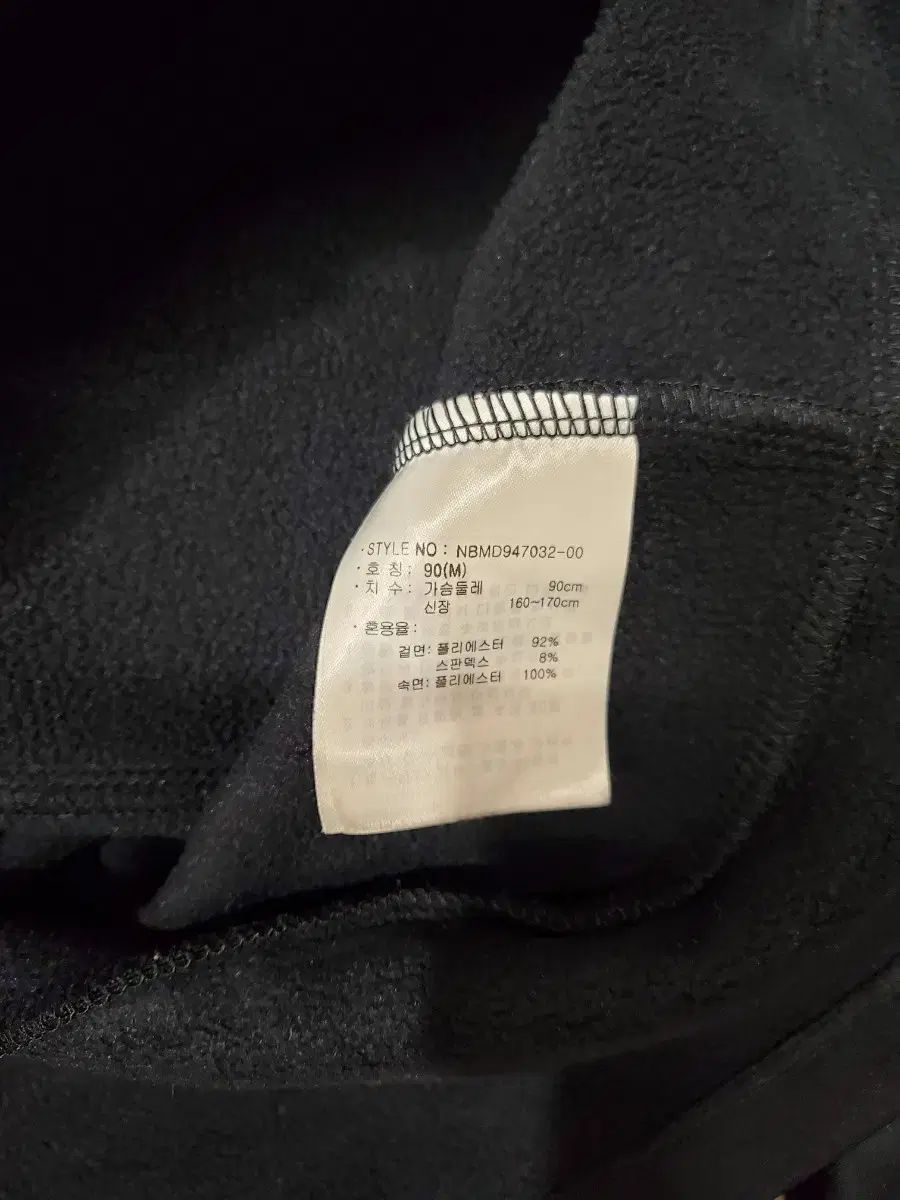 · STYLE NO : NBMD947032-00
· 호 칭 : 90(M)
· 치 수 : 가슴둘레 90cm
신장 160~170cm
· 혼용율 :
겉면: 폴리에스터 92%
스판덱스 8%
속면: 폴리에스터 100%